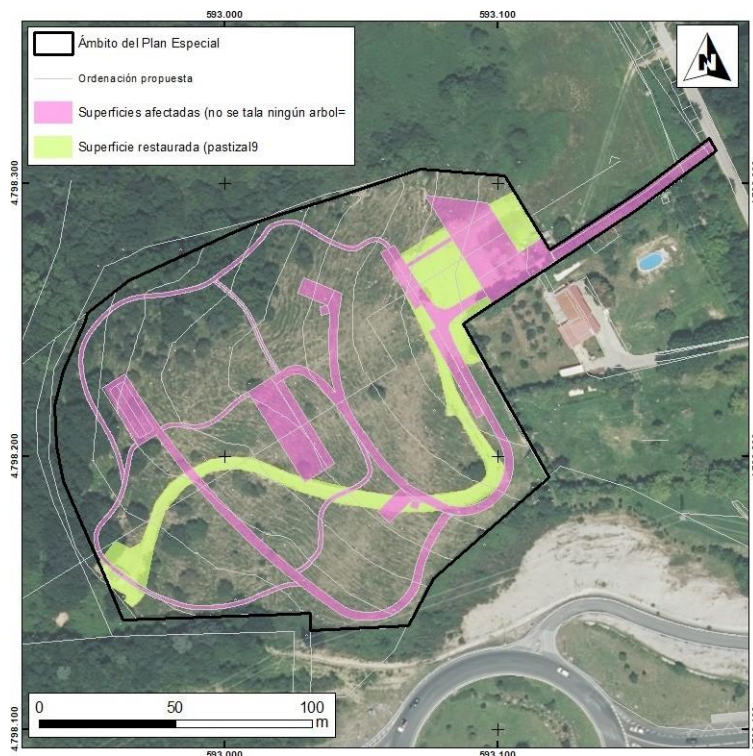 593.000
593.100
Ámbito del Plan Especial
Ordenación propuesta
Superficies afectadas (no se tala ningún arbol=
Superficie restaurada (pastizal9
N
4.798.300
4.798.200
4.798.100
0
50
100
m
593.000
593.100